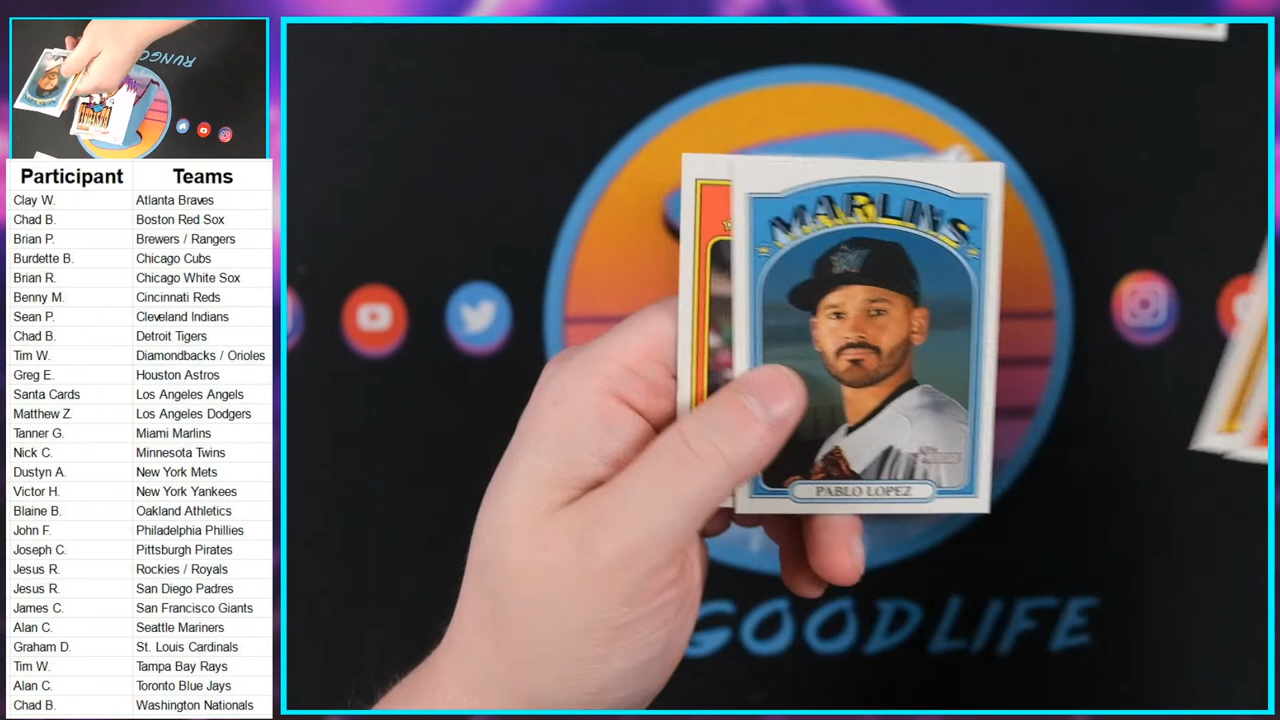 RUNGOO
Participant Teams
Clay W. Atlanta Braves
Chad B. Boston Red Sox
Brian P. Brewers / Rangers
Burdette B. Chicago Cubs
Brian R. Chicago White Sox
Benny M. Cincinnati Reds
Sean P. Cleveland Indians
Chad B. Detroit Tigers
Tim W. Diamondbacks / Orioles
Greg E. Houston Astros
Santa Cards Los Angeles Angels
Matthew Z. Los Angeles Dodgers
Tanner G. Miami Marlins
Nick C. Minnesota Twins
Dustyn A. New York Mets
Victor H. New York Yankees
Blaine B. Oakland Athletics
John F. Philadelphia Phillies
Joseph C. Pittsburgh Pirates
Jesus R. Rockies / Royals
Jesus R. San Diego Padres
James C. San Francisco Giants
Alan C. Seattle Mariners
Graham D. St. Louis Cardinals
Tim W. Tampa Bay Rays
Alan C. Toronto Blue Jays
Chad B. Washington Nationals
MARLINS
PABLO LOPEZ
GOODLIFE